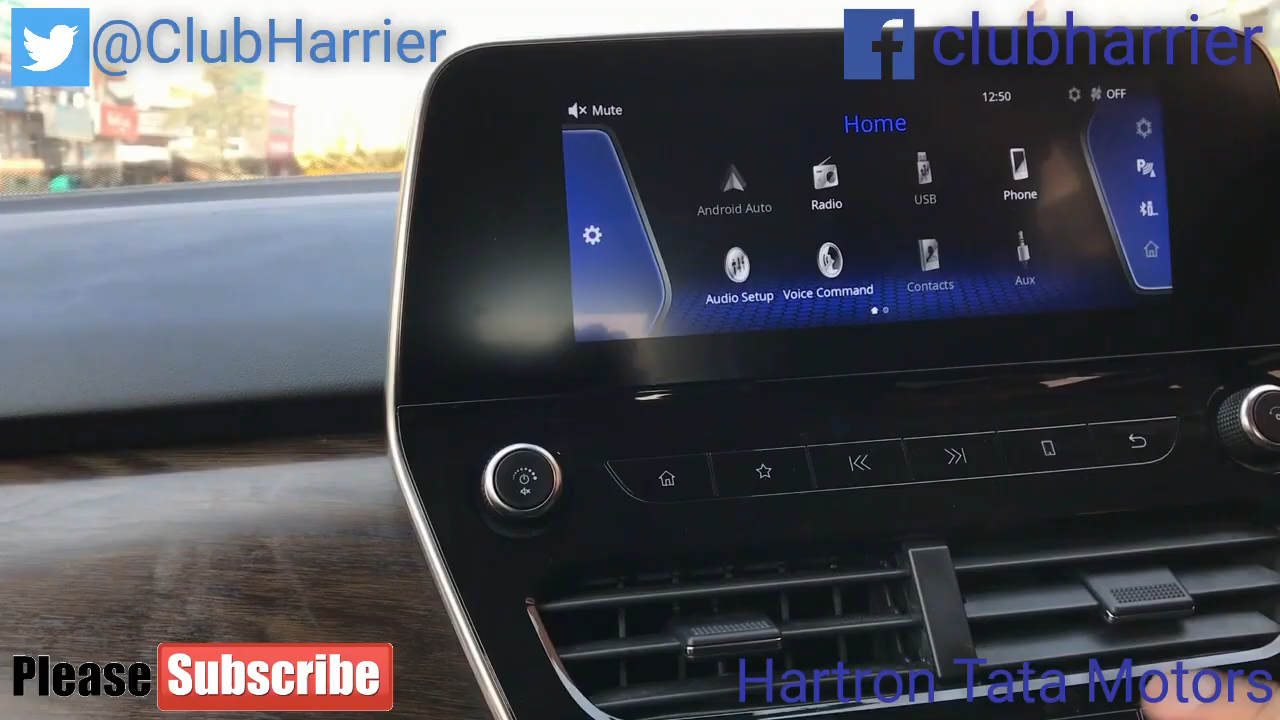 @ClubHarrier
clubharrier
Mute
12:50
OFF
Home
Android Auto
Radio
USB
Phone
Audio Setup
Voice Command
Contacts
Aux
Please Subscribe
Hartron Tata Motors